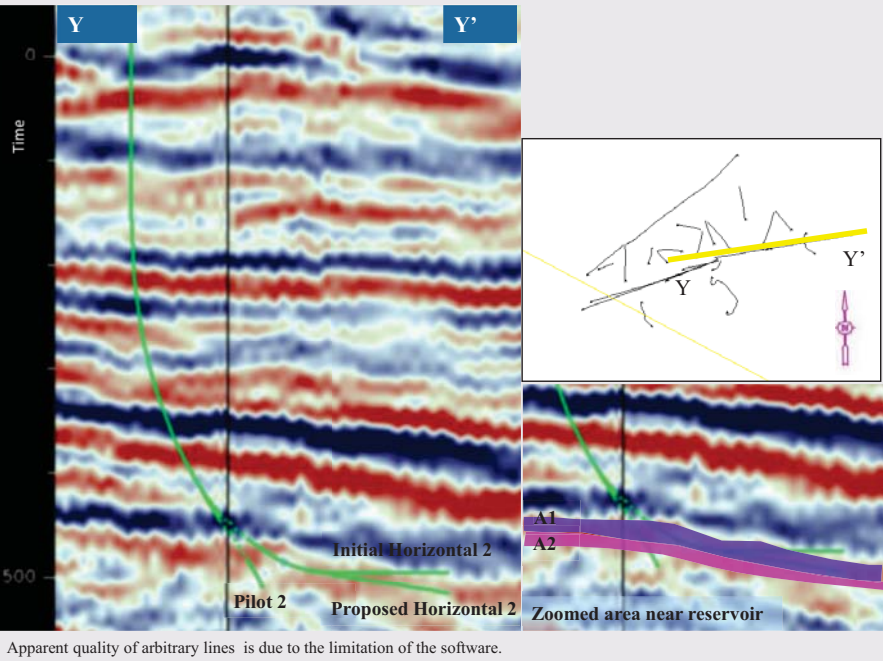 Y
Y’
0
Time
500
Initial Horizontal 2
Pilot 2
Proposed Horizontal 2
Y
Y’
N
A1
A2
Zoomed area near reservoir
Apparent quality of arbitrary lines is due to the limitation of the software.